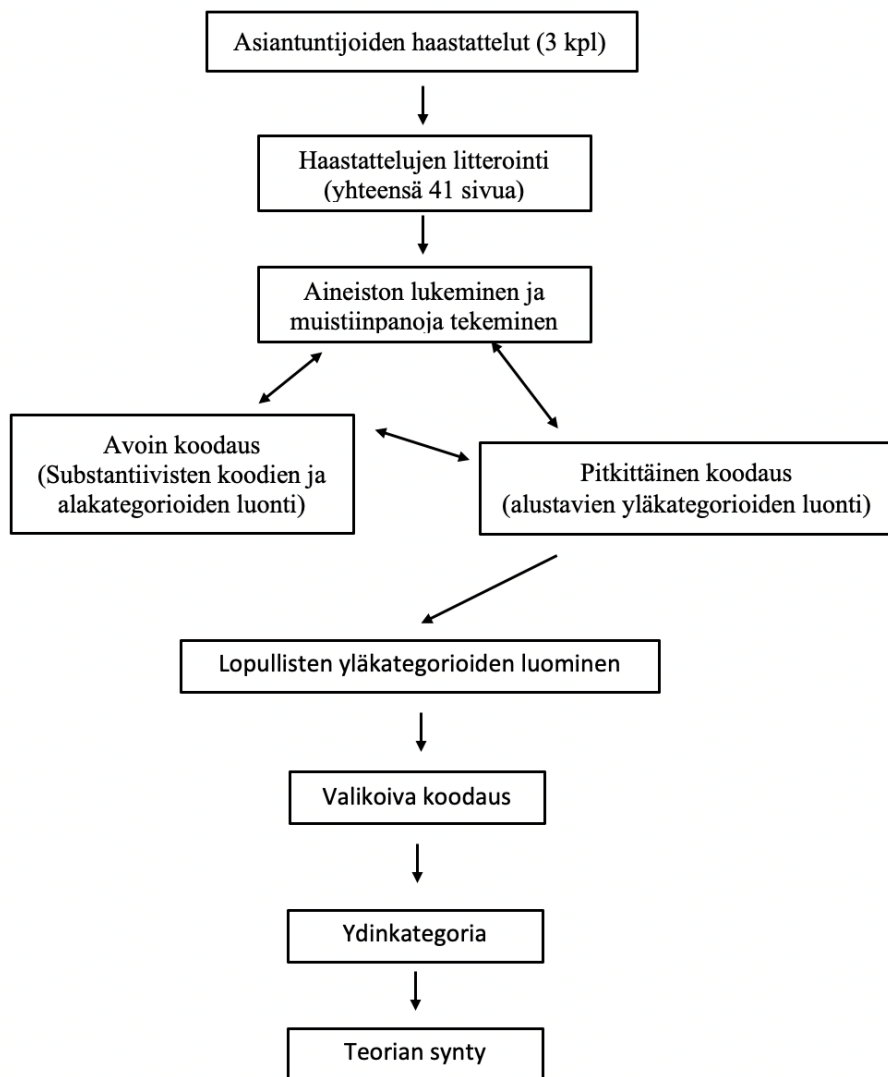 Asiantuntijoiden haastattelut (3 kpl)
Haastattelujen litterointi
(yhteensä 41 sivua)
Aineiston lukeminen ja
muistiinpanoja tekeminen
Avoin koodaus
(Substantiivisten koodien ja
alakategorioiden luonti)
Pitkittäinen koodaus
(alustavien yläkategorioiden luonti)
Lopullisten yläkategorioiden luominen
Valikoiva koodaus
Ydinkategoria
Teorian synty